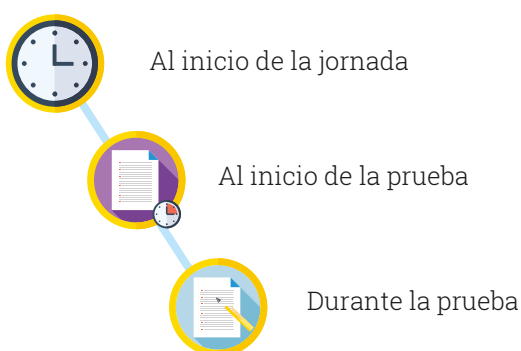 Al inicio de la jornada
Al inicio de la prueba
Durante la prueba